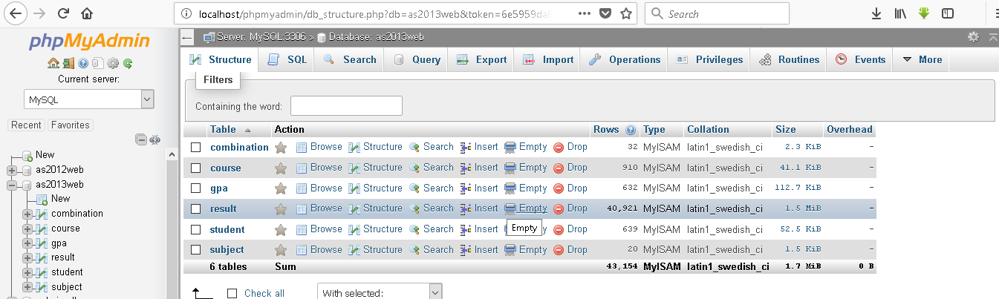 localhost/phpmyadmin/db_structure.php?db=as2013web&token=6e5959da
Search
phpMyAdmin
Current server:
MySQL
Recent Favorites
New
as2012web
as2013web
New
combination
course
gpa
result
student
subject
Server: MySQL:3306 » Database: as2013web
Structure SQL Search Query Export Import Operations Privileges Routines Events More
Filters
Containing the word:
Table Action Rows Type Collation Size Overhead
combination Browse Structure Search Insert Empty Drop 32 MyISAM latin1_swedish_ci 2.3 KiB -
course Browse Structure Search Insert Empty Drop 910 MyISAM latin1_swedish_ci 41.1 KiB -
gpa Browse Structure Search Insert Empty Drop 632 MyISAM latin1_swedish_ci 112.7 KiB -
result Browse Structure Search Insert Empty Drop 40,921 MyISAM latin1_swedish_ci 1.5 MiB -
student Browse Structure Search Insert Empty Drop 639 MyISAM latin1_swedish_ci 52.5 KiB -
subject Browse Structure Search Insert Empty Drop 20 MyISAM latin1_swedish_ci 1.5 KiB -
6 tables Sum 43,154 MyISAM latin1_swedish_ci 1.7 MiB 0 B
Check all With selected: